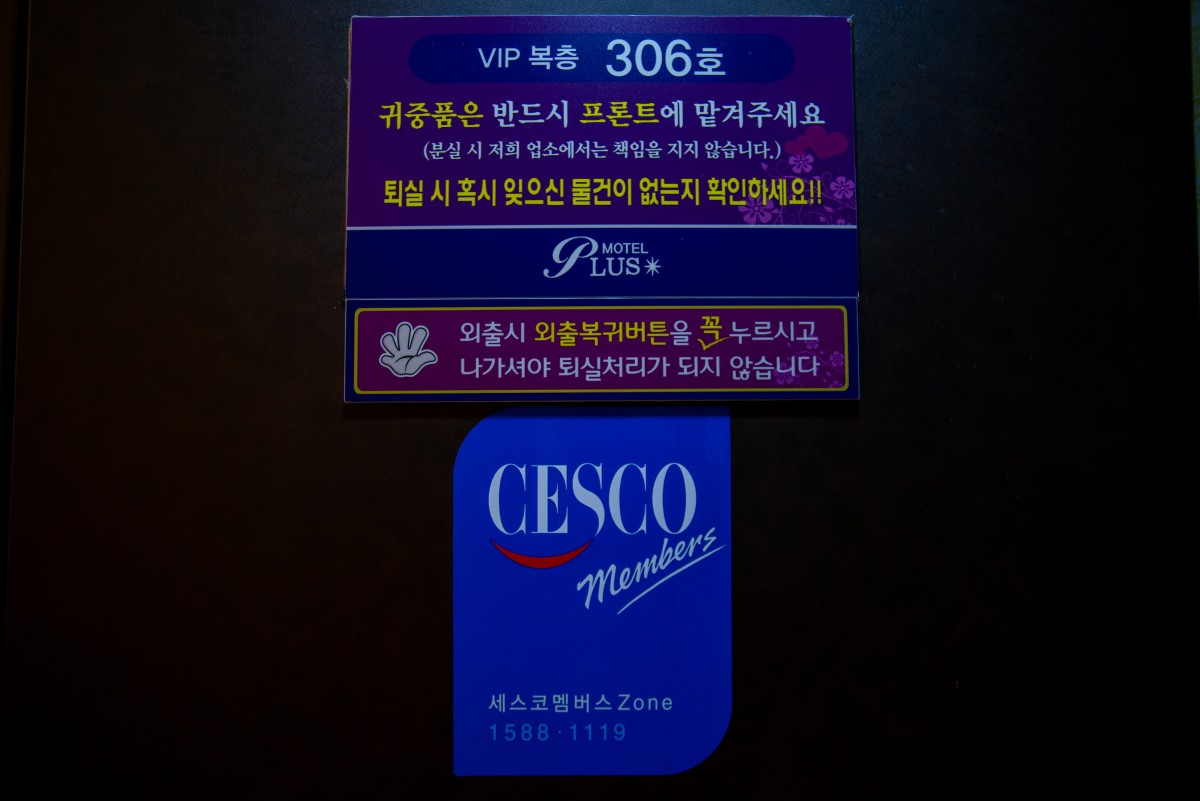 VIP 복층 306호
귀중품은 반드시 프론트에 맡겨주세요
(분실 시 저희 업소에서는 책임을 지지 않습니다.)
퇴실 시 혹시 잊으신 물건이 없는지 확인하세요!!
MOTEL
PLUS
외출시 외출복귀버튼을 꼭 누르시고
나가셔야 퇴실처리가 되지 않습니다
CESCO
Members
세스코멤버스 Zone
1588·1119